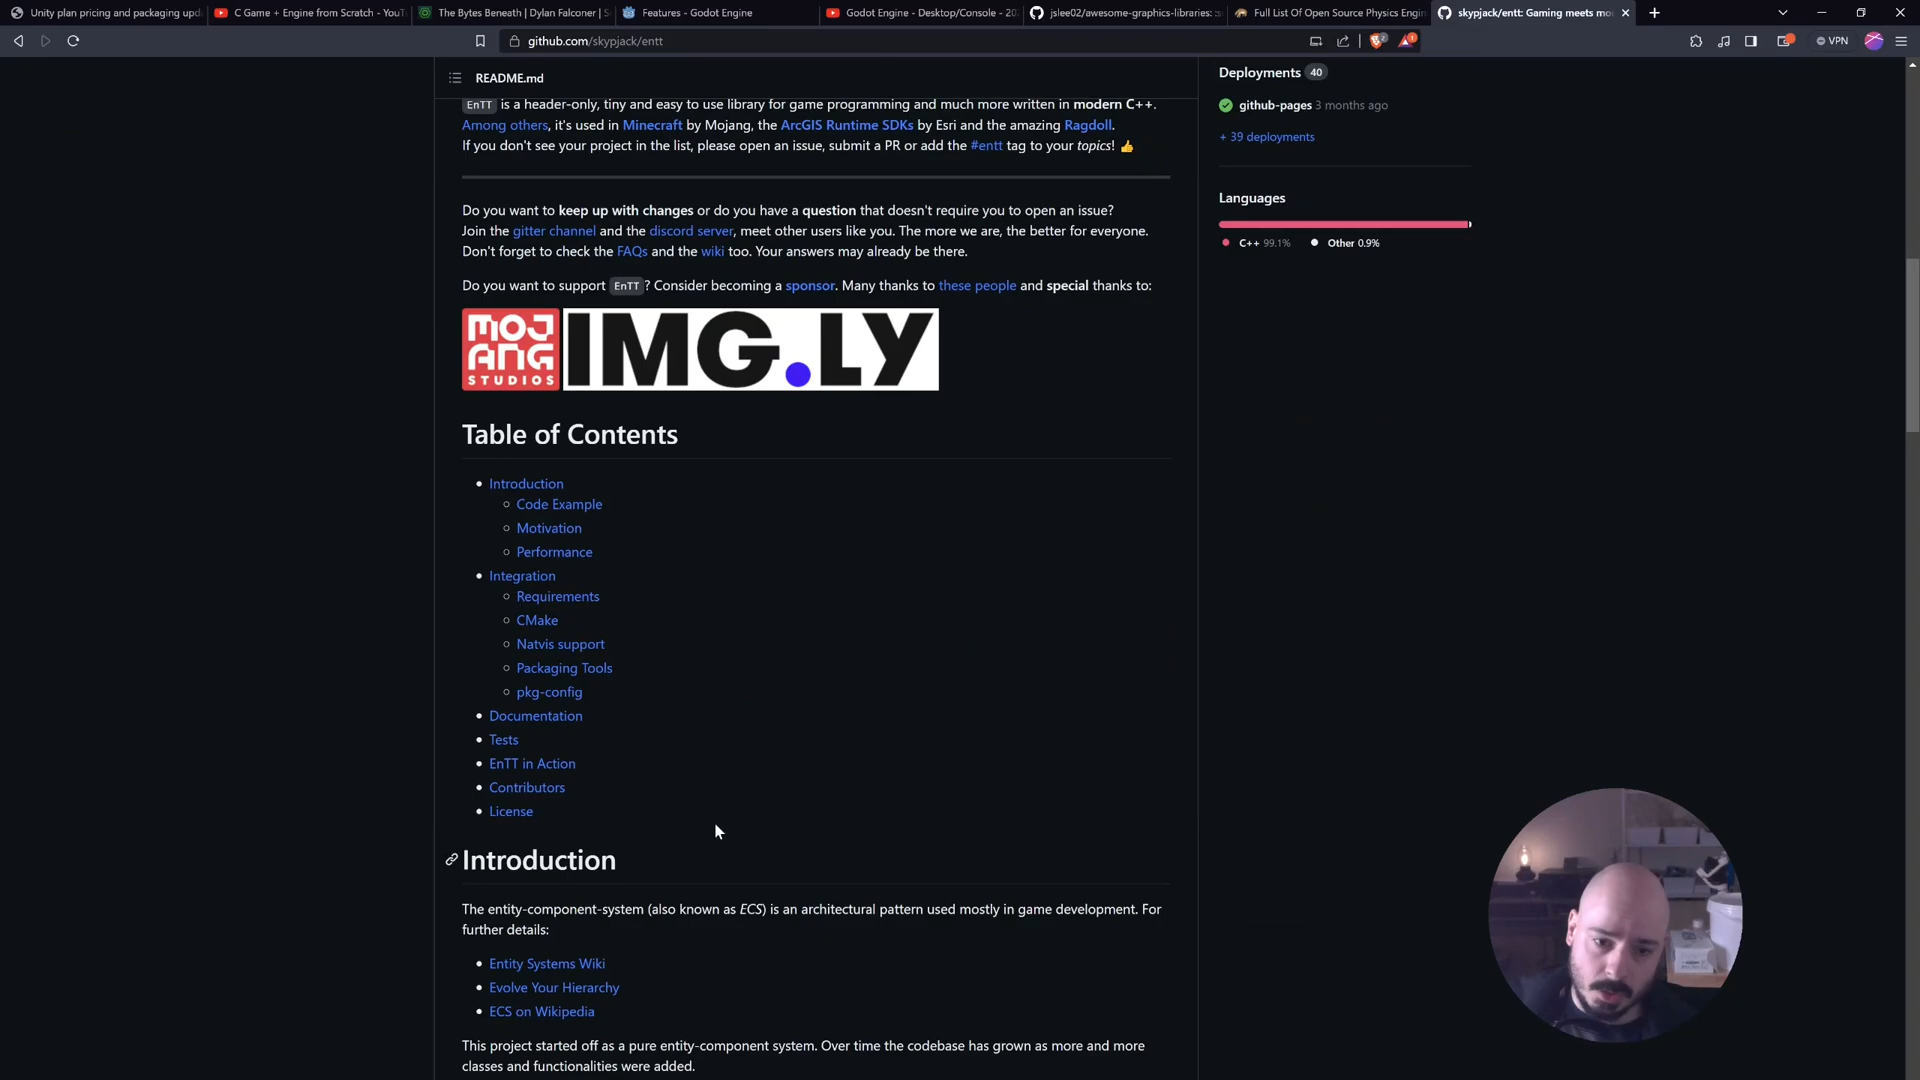 Unity plan pricing and packaging upd
C Game + Engine from Scratch - YouT
The Bytes Beneath | Dylan Falconer | S
Features - Godot Engine
Godot Engine - Desktop/Console - 202
jslee02/awesome-graphics-libraries: :s
Full List Of Open Source Physics Engin
skypjack/entt: Gaming meets mo
github.com/skypjack/entt
VPN
README.md
EnTT is a header-only, tiny and easy to use library for game programming and much more written in modern C++.
Among others, it's used in Minecraft by Mojang, the ArcGIS Runtime SDKs by Esri and the amazing Ragdoll.
If you don't see your project in the list, please open an issue, submit a PR or add the #entt tag to your topics! 👍
Do you want to keep up with changes or do you have a question that doesn't require you to open an issue?
Join the gitter channel and the discord server, meet other users like you. The more we are, the better for everyone.
Don't forget to check the FAQs and the wiki too. Your answers may already be there.
Do you want to support EnTT? Consider becoming a sponsor. Many thanks to these people and special thanks to:
MOJ
ANG
STUDIOS
IMG.LY
Table of Contents
Introduction
Code Example
Motivation
Performance
Integration
Requirements
CMake
Natvis support
Packaging Tools
pkg-config
Documentation
Tests
EnTT in Action
Contributors
License
Introduction
The entity-component-system (also known as ECS) is an architectural pattern used mostly in game development. For
further details:
Entity Systems Wiki
Evolve Your Hierarchy
ECS on Wikipedia
This project started off as a pure entity-component system. Over time the codebase has grown as more and more
classes and functionalities were added.
Deployments 40
github-pages 3 months ago
+ 39 deployments
Languages
C++ 99.1%
Other 0.9%